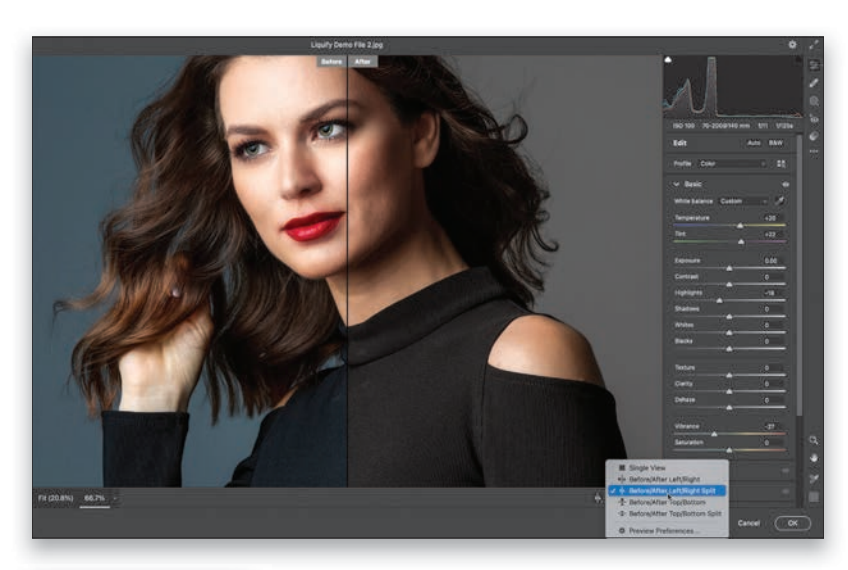 Liquify Demo File 2.jpg
Before After
ISO 100 70-200@140 mm f/11 1/125s
Edit Auto B&W
Profile Color
Basic
White balance Custom
Temperature +20
Tint +22
Exposure 0.00
Contrast 0
Highlights -18
Shadows 0
Whites 0
Blacks 0
Texture 0
Clarity 0
Dehaze 0
Vibrance -27
Saturation 0
Single View
Before/After Left/Right
Before/After Left/Right Split
Before/After Top/Bottom
Before/After Top/Bottom Split
Preview Preferences...
Fit (20.8%) 66.7%
Cancel OK